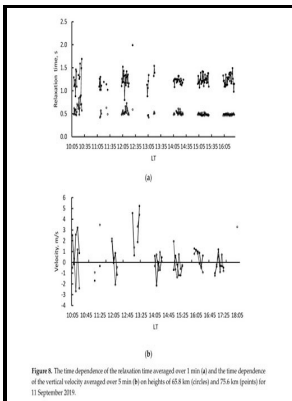 2.5
2.0
1.5
1.0
0.5
0.0
Relaxation time, s
10:05 10:35 11:05 11:35 12:05 12:35 13:05 13:35 14:05 14:35 15:05 15:35 16:05
LT
(a)
6
5
4
3
2
1
0
-1
-2
-3
-4
Velocity, m/s
10:05 10:45 11:25 12:05 12:45 13:25 14:05 14:45 15:25 16:05 16:45 17:25 18:05
LT
(b)
Figure 8. The time dependence of the relaxation time averaged over 1 min (a) and the time dependence
of the vertical velocity averaged over 5 min (b) on heights of 65.8 km (circles) and 75.6 km (points) for
11 September 2019.